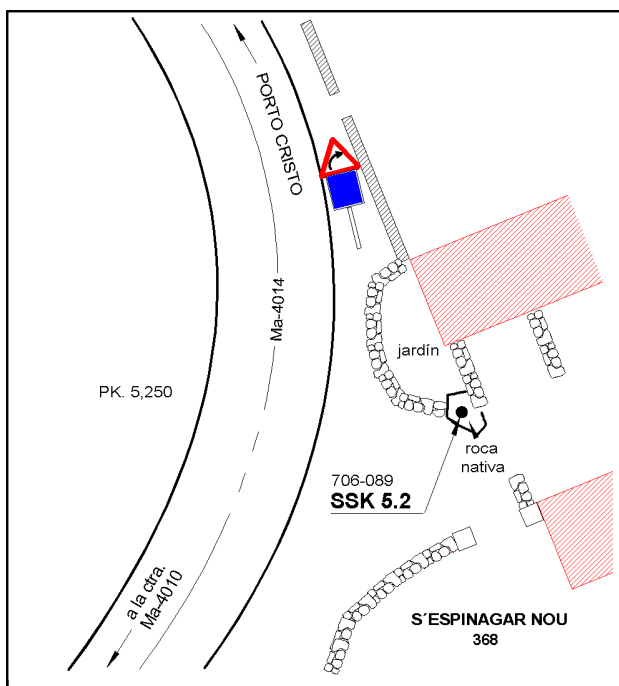 PORTO CRISTO
Ma-4014
jardín
PK. 5,250
roca
nativa
706-089
SSK 5.2
a la ctra.
Ma-4010
S´ESPINAGAR NOU
368